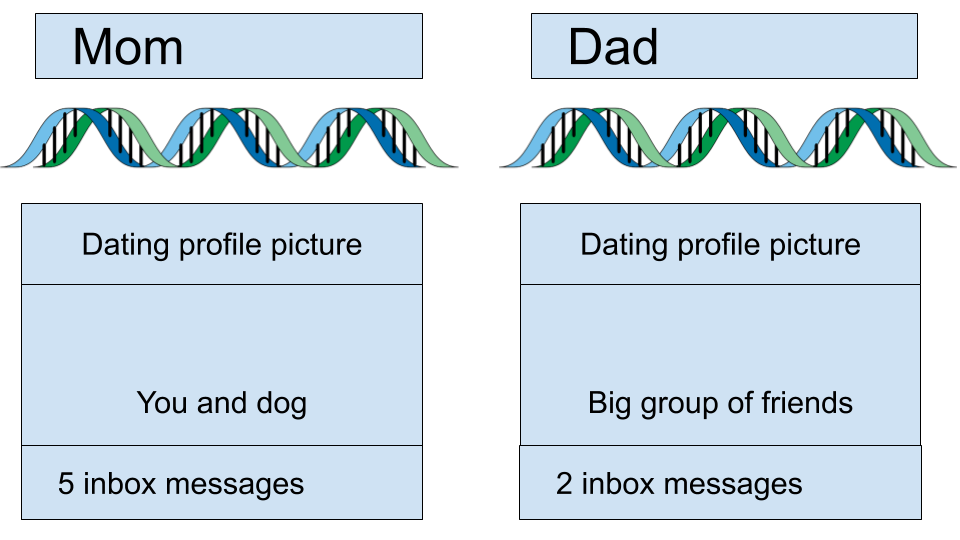 Mom
Dad
Dating profile picture
Dating profile picture
You and dog
Big group of friends
5 inbox messages
2 inbox messages